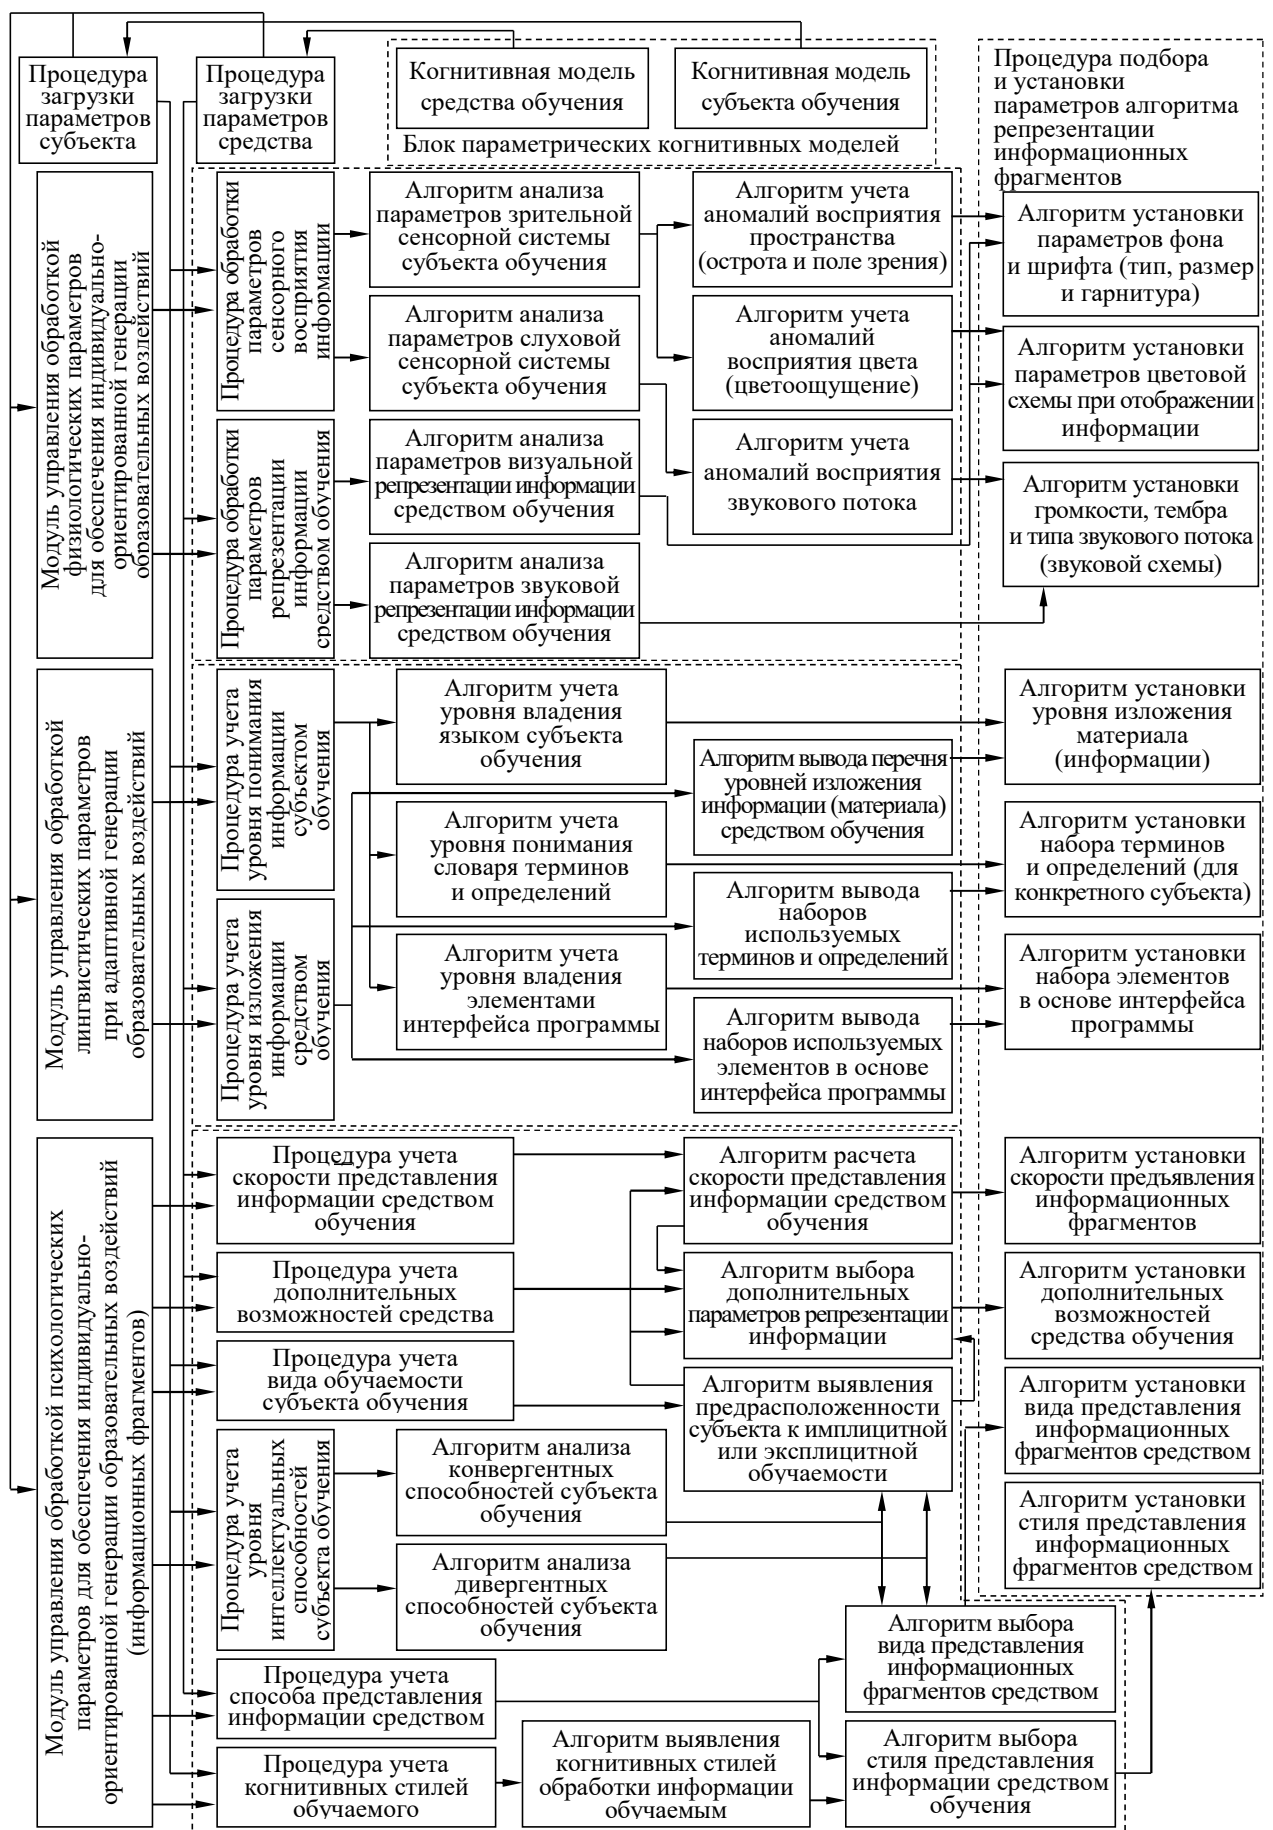 Процедура
загрузки
параметров
субъекта
Процедура
загрузки
параметров
средства
Когнитивная модель
средства обучения
Когнитивная модель
субъекта обучения
Блок параметрических когнитивных моделей
Процедура подбора
и установки
параметров алгоритма
репрезентации
информационных
фрагментов
Модуль управления обработкой
физиологических параметров
для обеспечения индивидуально-
ориентированной генерации
образовательных воздействий
Процедура обработки
параметров
сенсорного
восприятия
информации
Алгоритм анализа
параметров зрительной
сенсорной системы
субъекта обучения
Алгоритм учета
аномалий восприятия
пространства
(острота и поле зрения)
Алгоритм установки
параметров фона
и шрифта (тип, размер
и гарнитура)
Алгоритм анализа
параметров слуховой
сенсорной системы
субъекта обучения
Алгоритм учета
аномалий
восприятия цвета
(цветоощущение)
Алгоритм установки
параметров цветовой
схемы при отображении
информации
Процедура обработки
параметров
репрезентации
информации
средством обучения
Алгоритм анализа
параметров визуальной
репрезентации информации
средством обучения
Алгоритм учета
аномалий восприятия
звукового потока
Алгоритм установки
громкости, тембра
и типа звукового потока
(звуковой схемы)
Алгоритм анализа
параметров звуковой
репрезентации информации
средством обучения
Модуль управления обработкой
лингвистических параметров
при адаптивной генерации
образовательных воздействий
Процедура учета
уровня понимания
информации
субъектом
обучения
Алгоритм учета
уровня владения
языком субъекта
обучения
Алгоритм установки
уровня изложения
материала
(информации)
Алгоритм вывода перечня
уровней изложения
информации (материала)
средством обучения
Алгоритм учета
уровня понимания
словаря терминов
и определений
Алгоритм установки
набора терминов
и определений (для
конкретного субъекта)
Процедура учета
уровня изложения
информации
средством
обучения
Алгоритм вывода
наборов
используемых
терминов и определений
Алгоритм учета
уровня владения
элементами
интерфейса программы
Алгоритм установки
набора элементов
в основе интерфейса
программы
Алгоритм вывода
наборов используемых
элементов в основе
интерфейса программы
Модуль управления обработкой психологических
параметров для обеспечения индивидуально-
ориентированной генерации образовательных воздействий
(информационных фрагментов)
Процедура учета
скорости представления
информации средством
обучения
Алгоритм расчета
скорости представления
информации средством
обучения
Алгоритм установки
скорости предъявления
информационных
фрагментов
Процедура учета
дополнительных
возможностей средства
Алгоритм выбора
дополнительных
параметров репрезентации
информации
Алгоритм установки
дополнительных
возможностей
средства обучения
Процедура учета
вида обучаемости
субъекта обучения
Алгоритм выявления
предрасположенности
субъекта к имплицитной
или эксплицитной
обучаемости
Алгоритм установки
вида представления
информационных
фрагментов средством
Процедура учета
уровня
интеллектуальных
способностей
субъекта обучения
Алгоритм анализа
конвергентных
способностей субъекта
обучения
Алгоритм установки
стиля представления
информационных
фрагментов средством
Алгоритм анализа
дивергентных
способностей субъекта
обучения
Алгоритм выбора
вида представления
информационных
фрагментов средством
Процедура учета
способа представления
информации средством
Процедура учета
когнитивных стилей
обучаемого
Алгоритм выявления
когнитивных стилей
обработки информации
обучаемым
Алгоритм выбора
стиля представления
информации средством
обучения